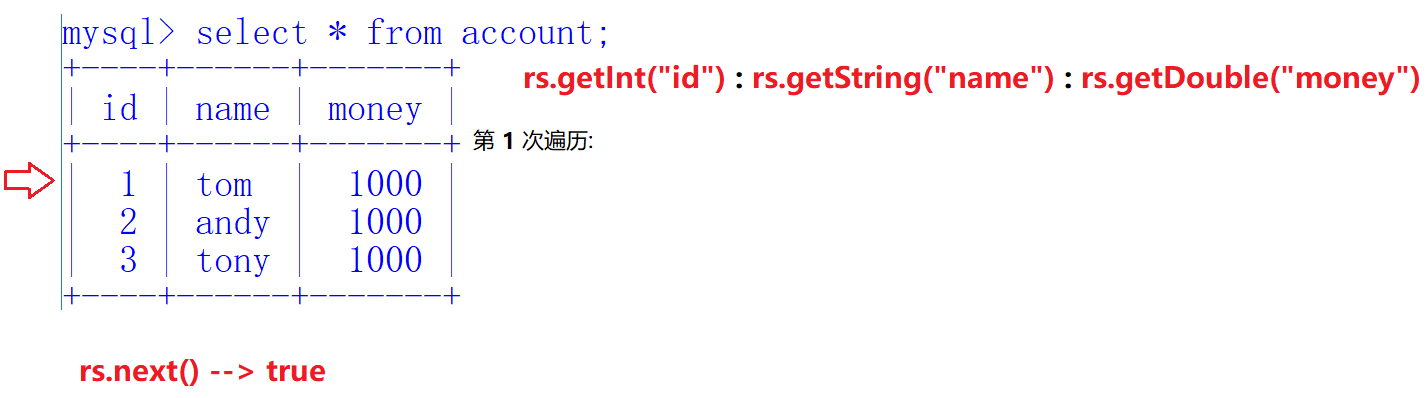 mysql> select * from account;
+----+------+-------+
rs.getInt("id") : rs.getString("name") : rs.getDouble("money")
| id | name | money |
+----+------+-------+
第 1 次遍历:
| 1 | tom | 1000 |
| 2 | andy | 1000 |
| 3 | tony | 1000 |
+----+------+-------+
rs.next() --> true